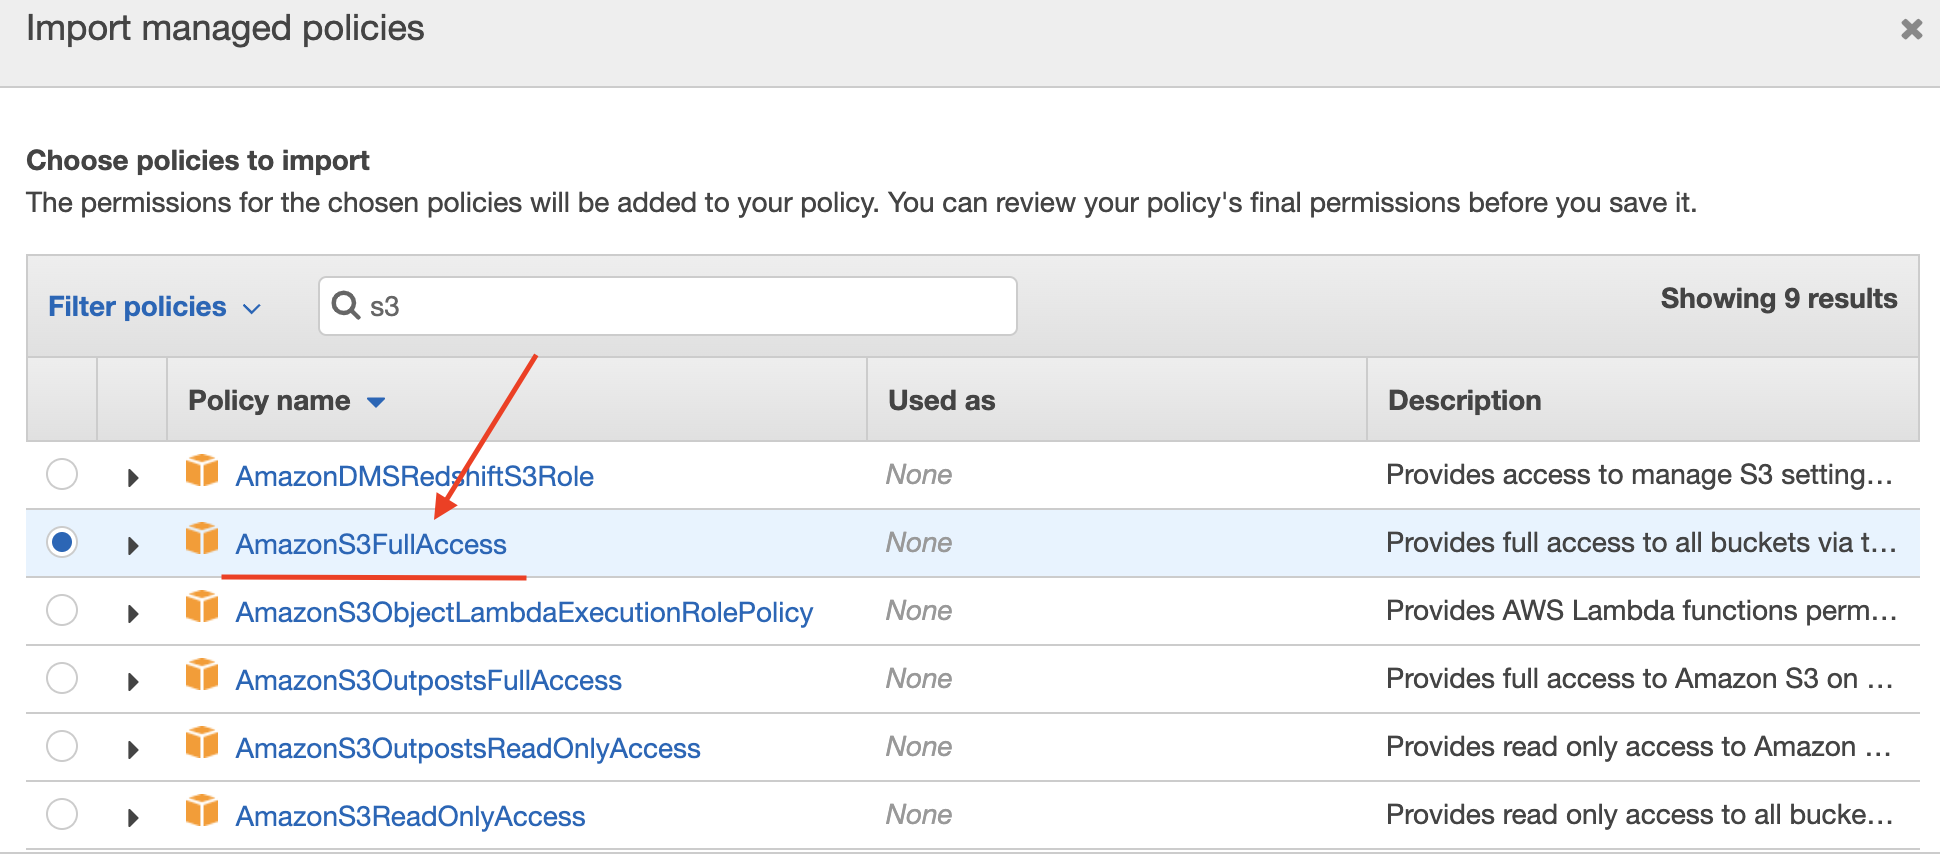 Import managed policies
Choose policies to import
The permissions for the chosen policies will be added to your policy. You can review your policy's final permissions before you save it.
Filter policies
s3
Showing 9 results
Policy name Used as Description
AmazonDMSRedshiftS3Role None Provides access to manage S3 setting...
AmazonS3FullAccess None Provides full access to all buckets via t...
AmazonS3ObjectLambdaExecutionRolePolicy None Provides AWS Lambda functions perm...
AmazonS3OutpostsFullAccess None Provides full access to Amazon S3 on ...
AmazonS3OutpostsReadOnlyAccess None Provides read only access to Amazon ...
AmazonS3ReadOnlyAccess None Provides read only access to all bucke...